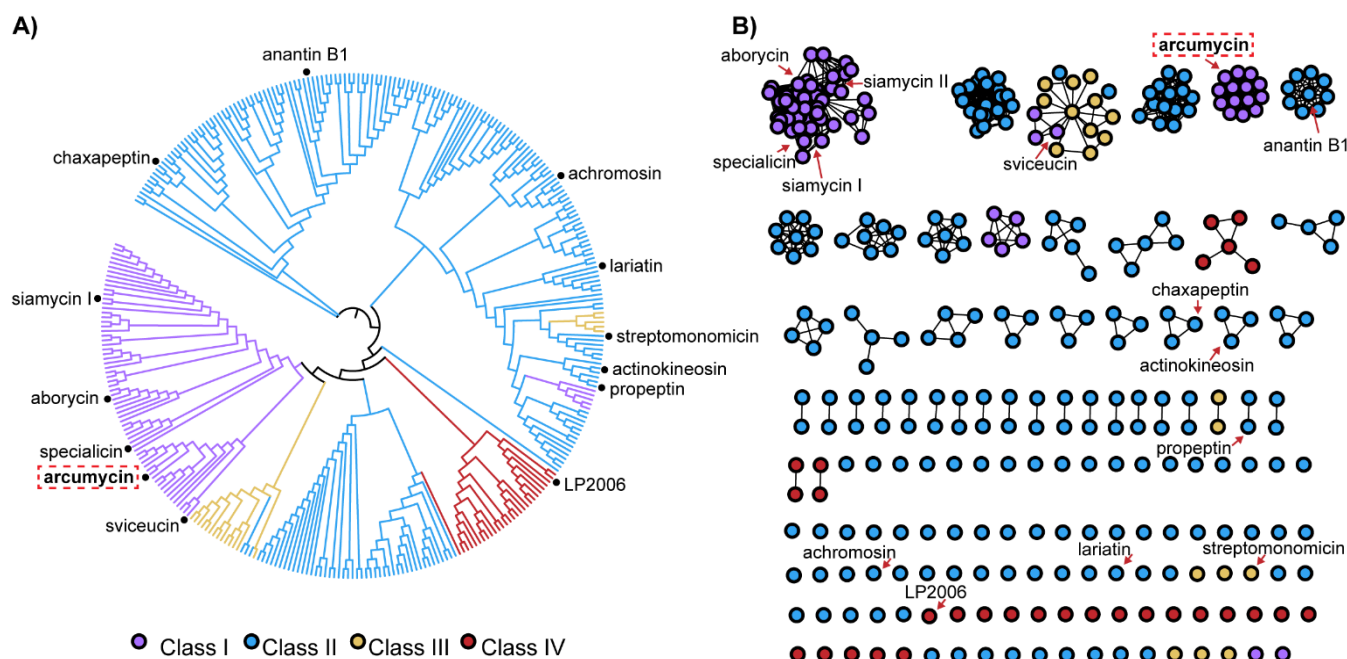 A)
anantin B1
chaxapeptin
achromosin
lariatin
siamycin I
streptomonomicin
actinokineosin
propeptin
aborycin
specialicin
arcumycin
LP2006
sviceucin
Class I
Class II
Class III
Class IV
B)
arcumycin
aborycin
siamycin II
anantin B1
sviceucin
specialicin
siamycin I
chaxapeptin
actinokineosin
propeptin
achromosin
lariatin
streptomonomicin
LP2006